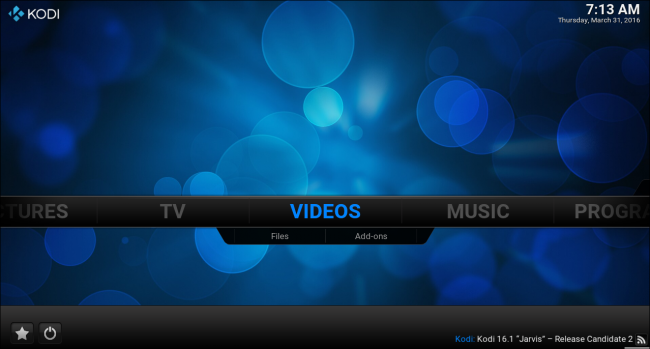 KODI
7:13 AM
Thursday, March 31, 2016
CTURES TV VIDEOS MUSIC PROGRA
Files Add-ons
Kodi: Kodi 16.1 "Jarvis" – Release Candidate 2